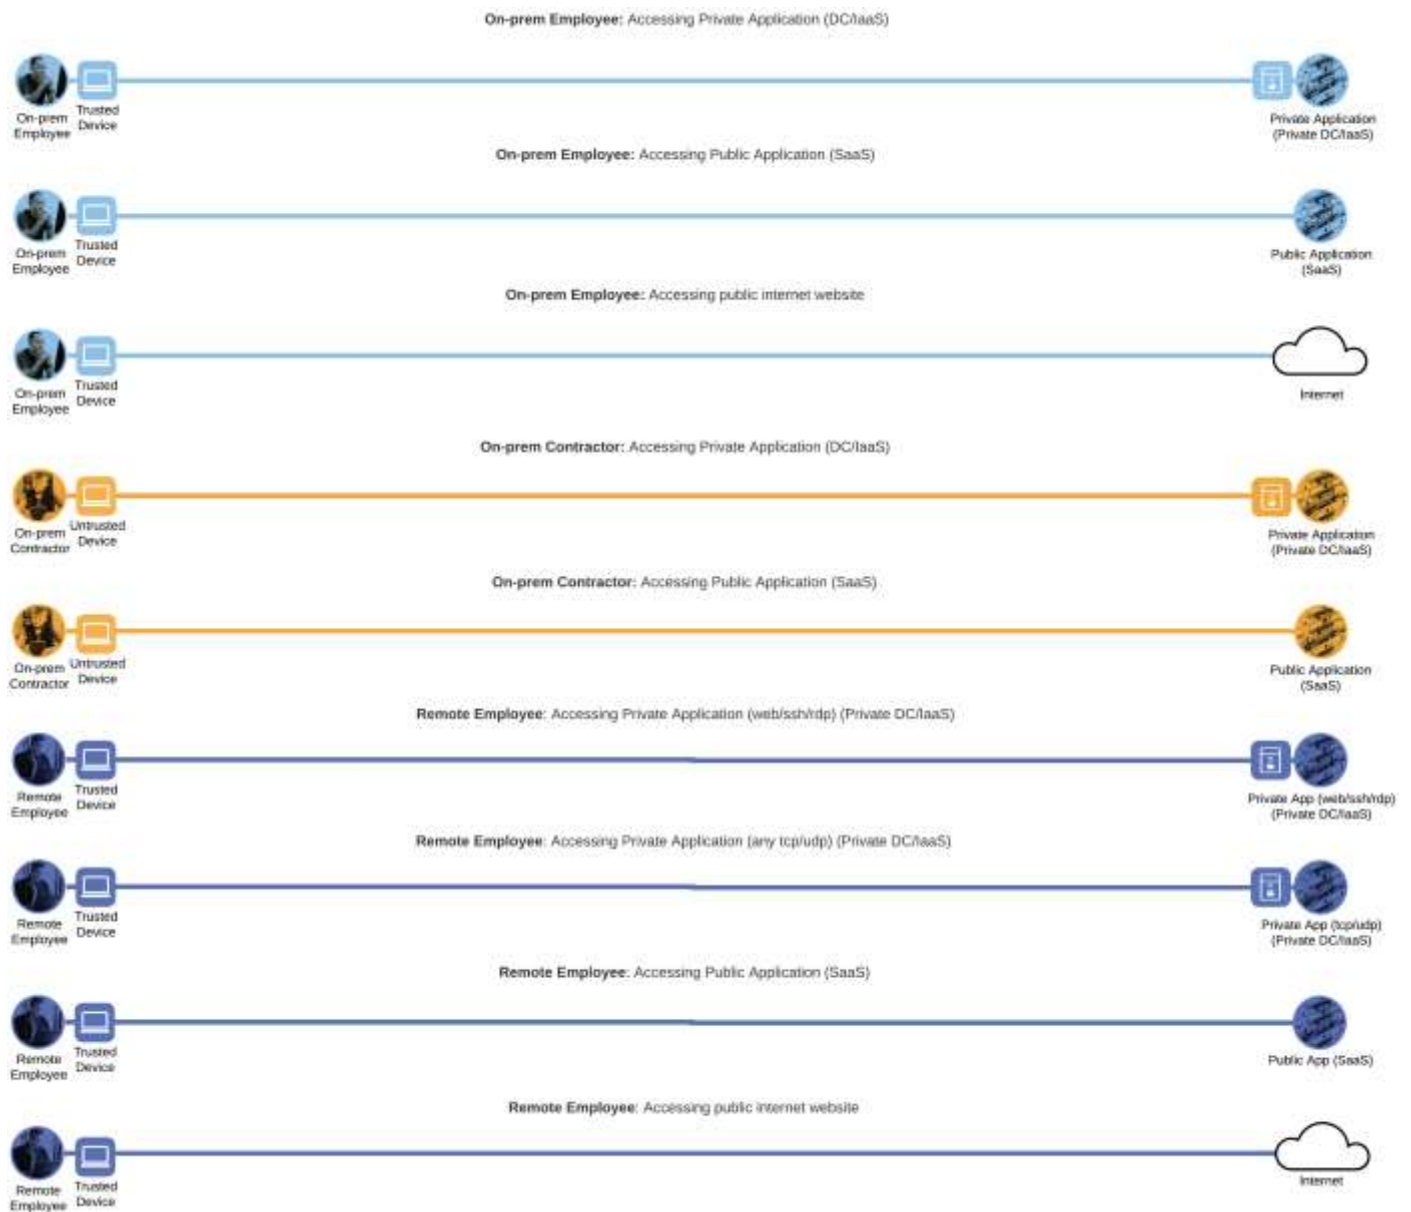 On-prem Employee: Accessing Private Application (DC/IaaS)
On-prem
Employee
Trusted
Device
Private Application
(Private DC/IaaS)
On-prem Employee: Accessing Public Application (SaaS)
On-prem
Employee
Trusted
Device
Public Application
(SaaS)
On-prem Employee: Accessing public internet website
On-prem
Employee
Trusted
Device
Internet
On-prem Contractor: Accessing Private Application (DC/IaaS)
On-prem
Contractor
Untrusted
Device
Private Application
(Private DC/IaaS)
On-prem Contractor: Accessing Public Application (SaaS)
On-prem
Contractor
Untrusted
Device
Public Application
(SaaS)
Remote Employee: Accessing Private Application (web/ssh/rdp) (Private DC/IaaS)
Remote
Employee
Trusted
Device
Private App (web/ssh/rdp)
(Private DC/IaaS)
Remote Employee: Accessing Private Application (any tcp/udp) (Private DC/IaaS)
Remote
Employee
Trusted
Device
Private App (tcp/udp)
(Private DC/IaaS)
Remote Employee: Accessing Public Application (SaaS)
Remote
Employee
Trusted
Device
Public App (SaaS)
Remote Employee: Accessing public internet website
Remote
Employee
Trusted
Device
Internet